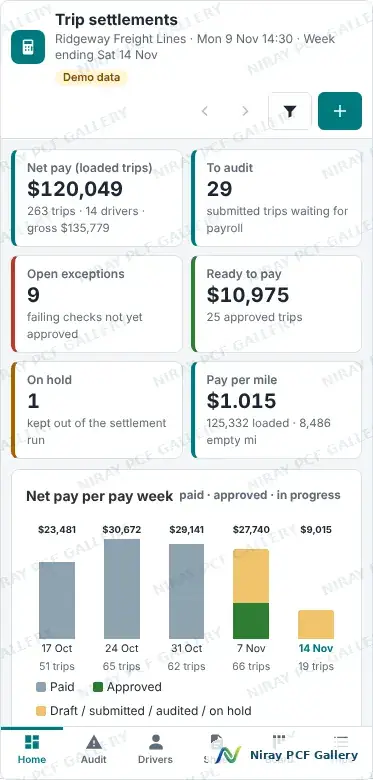 Trip settlements
Ridgeway Freight Lines · Mon 9 Nov 14:30 · Week
ending Sat 14 Nov
Demo data
Net pay (loaded trips)
$120,049
263 trips · 14 drivers ·
gross $135,779
To audit
29
submitted trips waiting for
payroll
Open exceptions
9
failing checks not yet
approved
Ready to pay
$10,975
25 approved trips
On hold
1
kept out of the settlement
run
Pay per mile
$1.015
125,332 loaded · 8,486
empty mi
Net pay per pay week paid · approved · in progress
$23,481 $30,672 $29,141 $27,740 $9,015
17 Oct 24 Oct 31 Oct 7 Nov 14 Nov
51 trips 65 trips 62 trips 66 trips 19 trips
Paid Approved
Draft / submitted / audited / on hold
Home Audit Drivers
Niray PCF Gallery
NIRAY PCF GALLERY